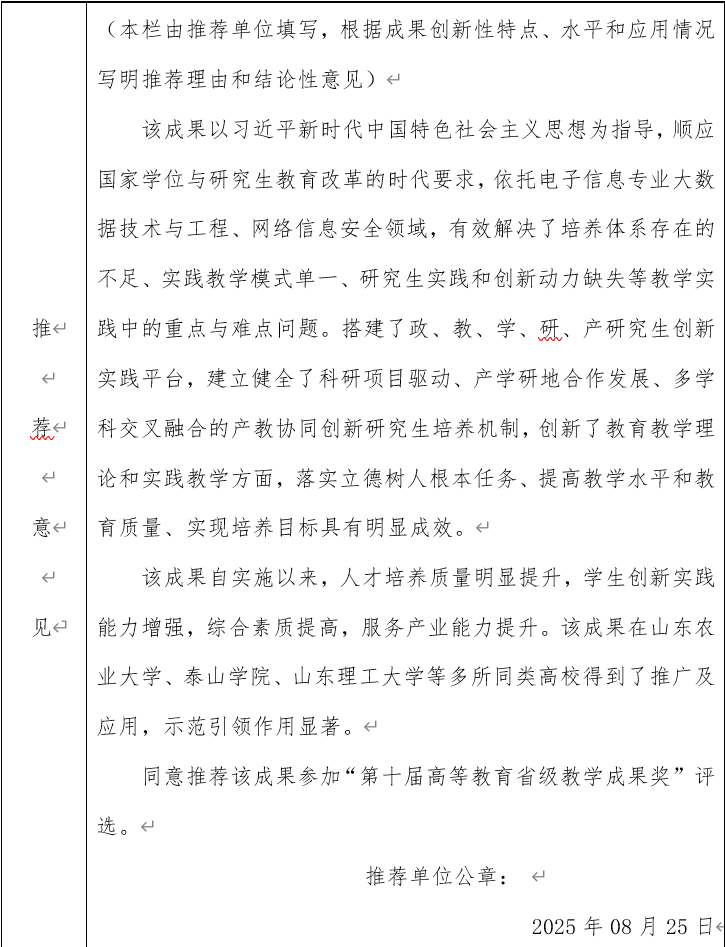 （本栏由推荐单位填写，根据成果创新性特点、水平和应用情况
写明推荐理由和结论性意见）
该成果以习近平新时代中国特色社会主义思想为指导，顺应
国家学位与研究生教育改革的时代要求，依托电子信息专业大数
据技术与工程、网络信息安全领域，有效解决了培养体系存在的
不足、实践教学模式单一、研究生实践和创新动力缺失等教学实
践中的重点与难点问题。搭建了政、教、学、研、产研究生创新
实践平台，建立健全了科研项目驱动、产学研地合作发展、多学
科交叉融合的产教协同创新研究生培养机制，创新了教育教学理
论和实践教学方面，落实立德树人根本任务、提高教学水平和教
育质量、实现培养目标具有明显成效。
该成果自实施以来，人才培养质量明显提升，学生创新实践
能力增强，综合素质提高，服务产业能力提升。该成果在山东农
业大学、泰山学院、山东理工大学等多所同类高校得到了推广及
应用，示范引领作用显著。
同意推荐该成果参加“第十届高等教育省级教学成果奖”评
选。
推荐单位公章：
2025 年 08 月 25 日
推
荐
意
见